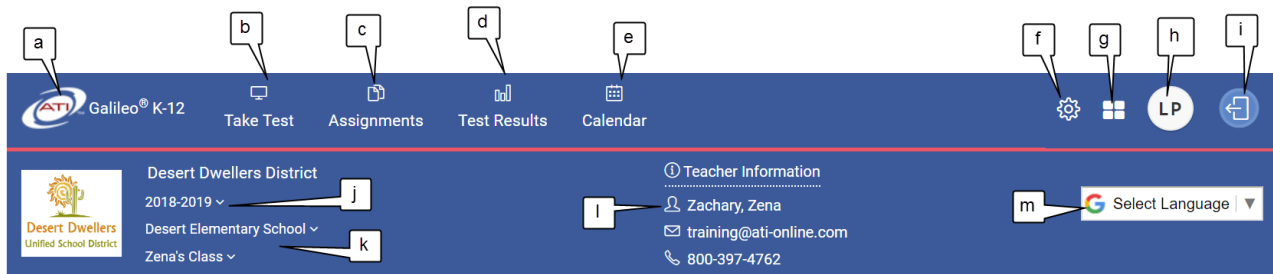 a
b
c
d
e
f
g
h
i
ATI Galileo® K-12
Take Test
Assignments
Test Results
Calendar
LP
Desert Dwellers District
2018-2019
j
Desert Elementary School
k
Zena's Class
Desert Dwellers
Unified School District
Teacher Information
l
Zachary, Zena
training@ati-online.com
800-397-4762
m
G Select Language